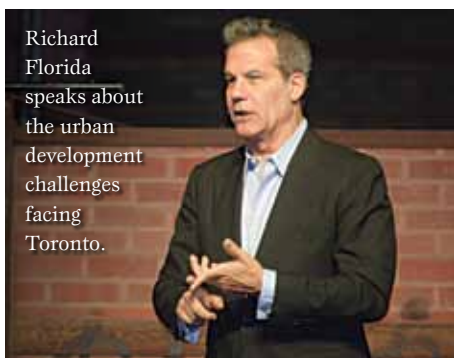 Richard
Florida
speaks about
the urban
development
challenges
facing
Toronto.